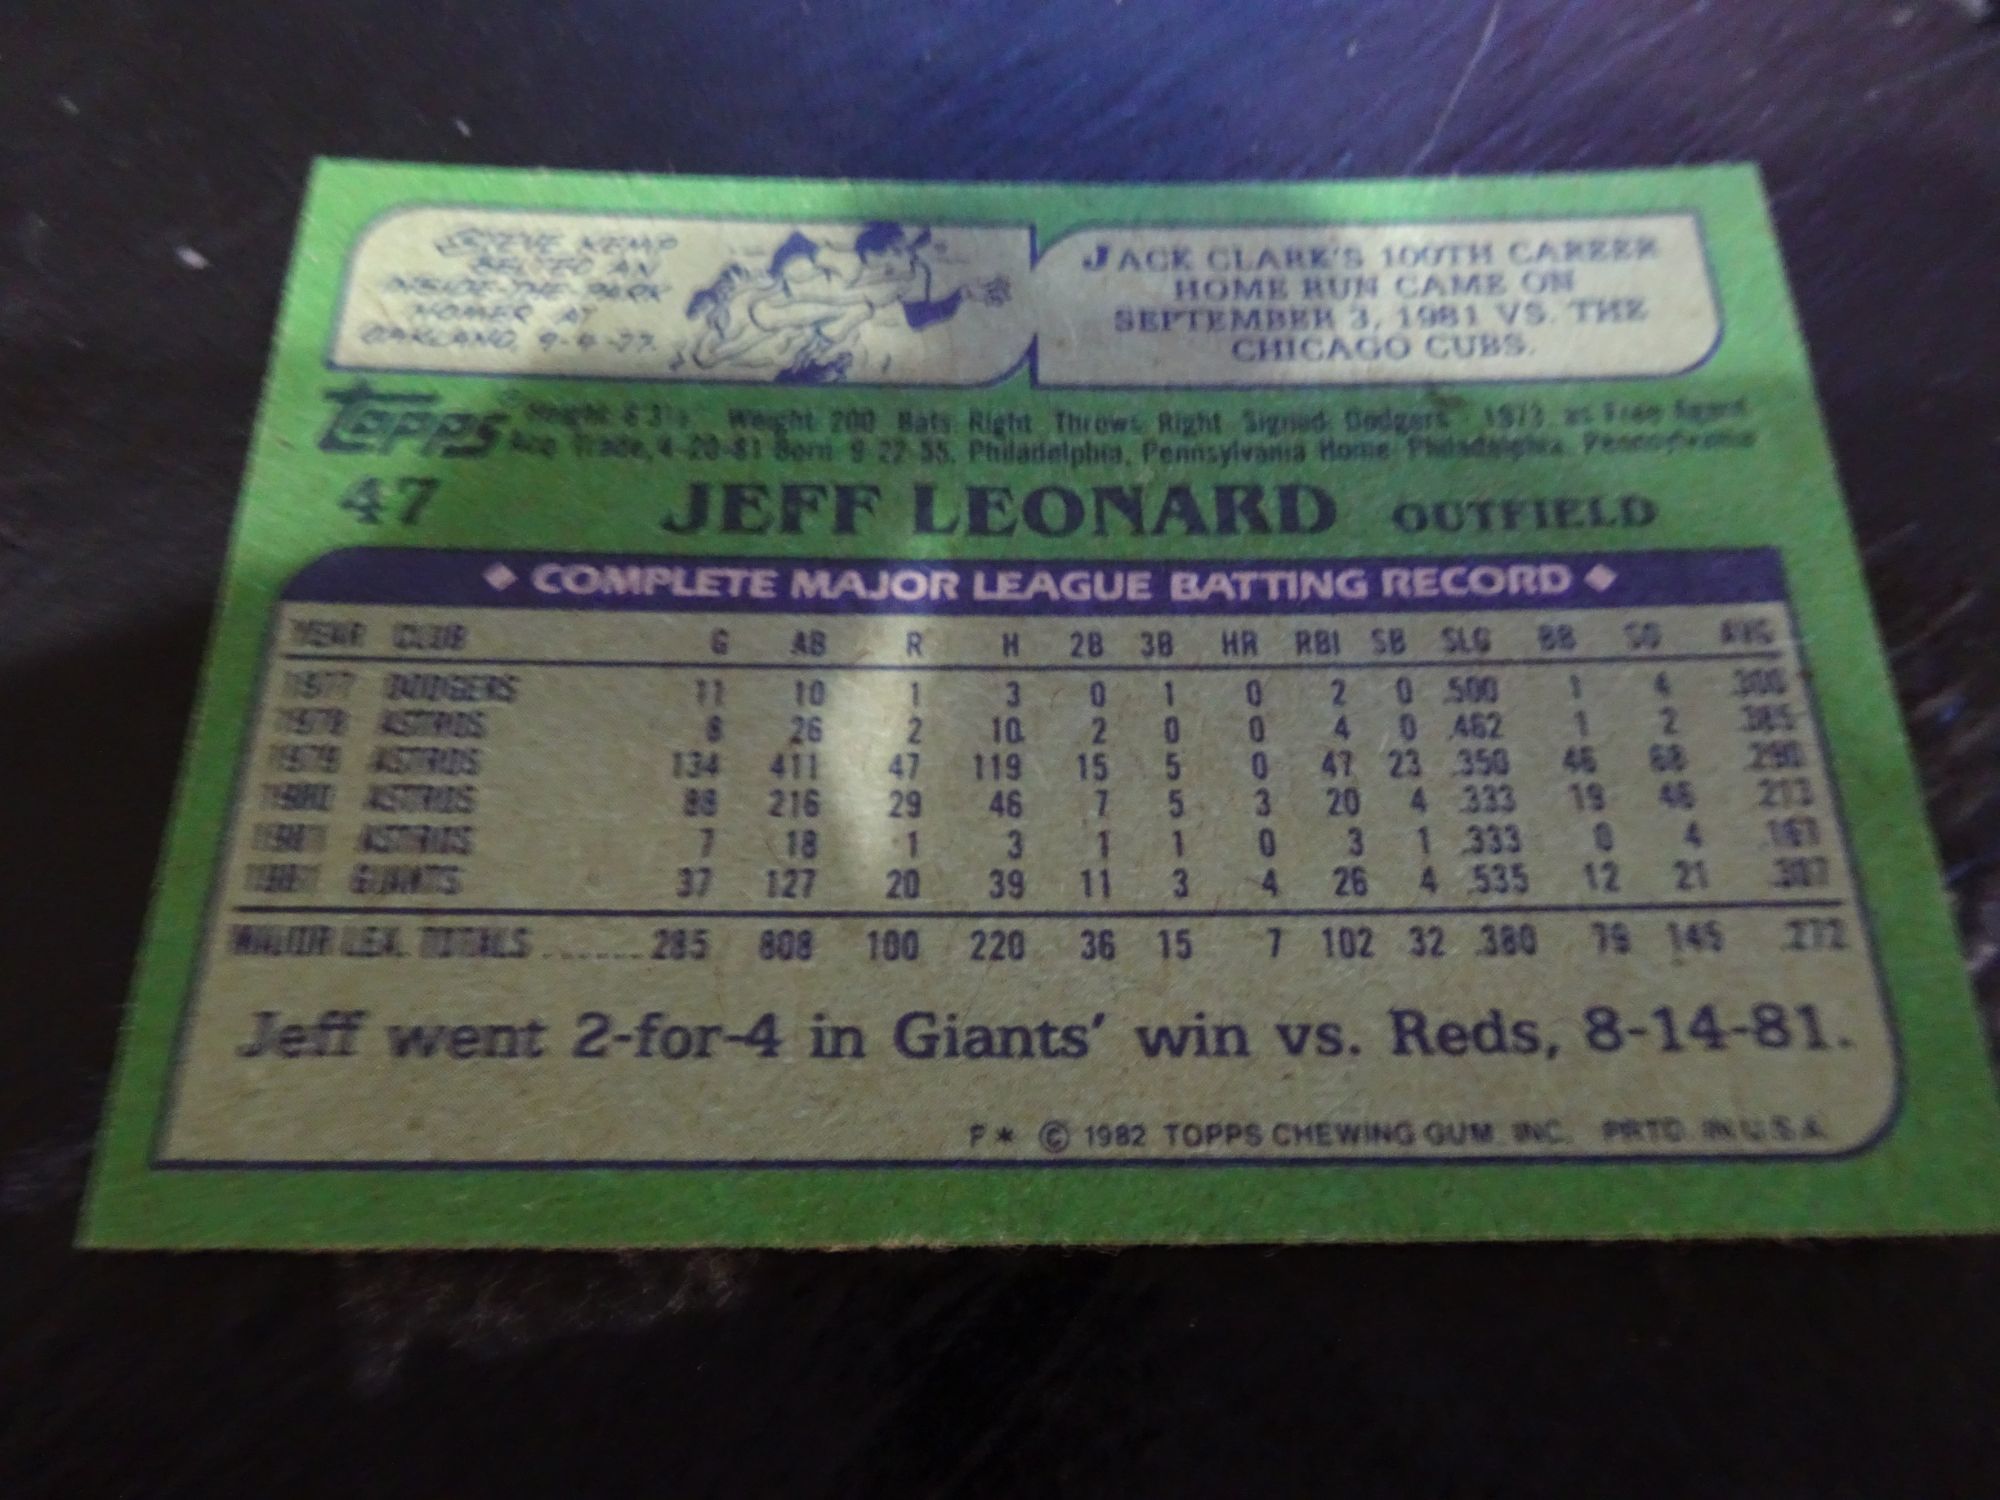 STEVE KEMP
BELTED AN
INSIDE-THE-PARK
HOMER AT
OAKLAND, 9-4-77.
JACK CLARK'S 100TH CAREER
HOME RUN CAME ON
SEPTEMBER 3, 1981 VS. THE
CHICAGO CUBS.
Topps
Height 6'3½" Weight 200 Bats Right Throws Right Signed Dodgers 1973 as Free Agent
Acq Trade, 4-20-81 Born 9-22-55, Philadelphia, Pennsylvania Home Philadelphia, Pennsylvania
47 JEFF LEONARD OUTFIELD
COMPLETE MAJOR LEAGUE BATTING RECORD
YEAR CLUB G AB R H 2B 3B HR RBI SB SLG BB SO AVG
1977 DODGERS 11 10 1 3 0 1 0 2 0 .500 1 4 .300
1978 ASTROS 8 26 2 10 2 0 0 4 0 .462 1 2 .385
1979 ASTROS 134 411 47 119 15 5 0 47 23 .350 46 68 .290
1980 ASTROS 88 216 29 46 7 5 3 20 4 .333 19 46 .213
1981 ASTROS 7 18 1 3 1 1 0 3 1 .333 0 4 .167
1981 GIANTS 37 127 20 39 11 3 4 26 4 .535 12 21 .307
MAJOR LEA. TOTALS ....... 285 808 100 220 36 15 7 102 32 .380 79 145 .272
Jeff went 2-for-4 in Giants' win vs. Reds, 8-14-81.
F* © 1982 TOPPS CHEWING GUM, INC. PRTD. IN U.S.A.